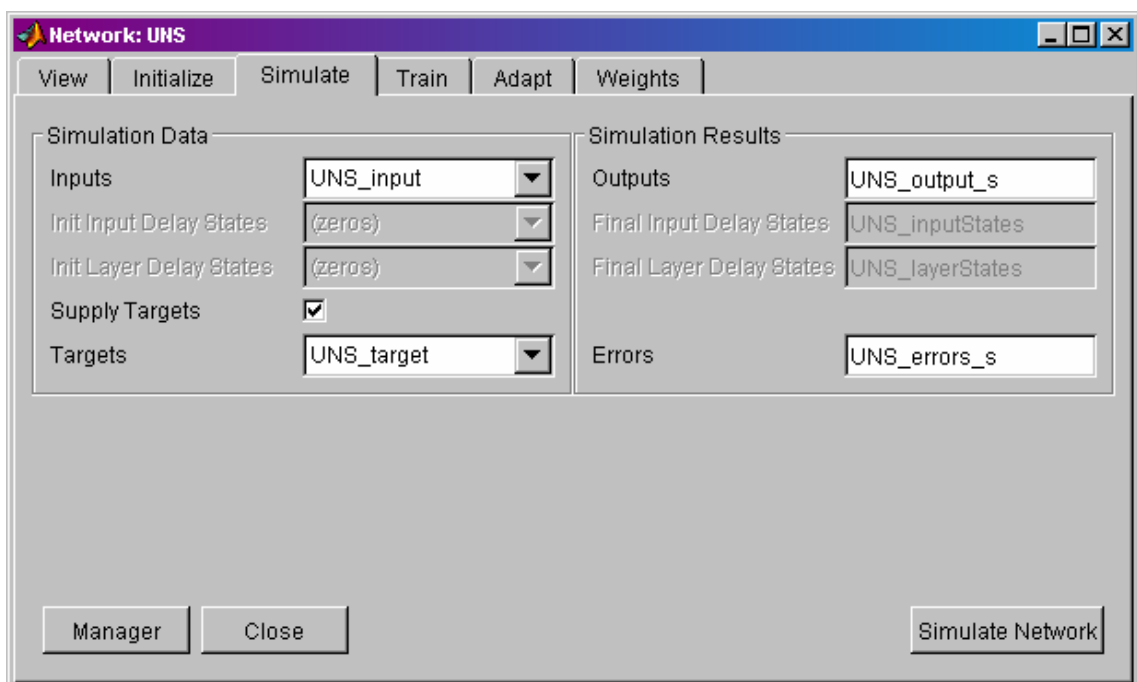 Network: UNS
View Initialize Simulate Train Adapt Weights
Simulation Data
Inputs UNS_input
Init Input Delay States (zeros)
Init Layer Delay States (zeros)
Supply Targets
Targets UNS_target
Simulation Results
Outputs UNS_output_s
Final Input Delay States UNS_inputStates
Final Layer Delay States UNS_layerStates
Errors UNS_errors_s
Manager Close Simulate Network